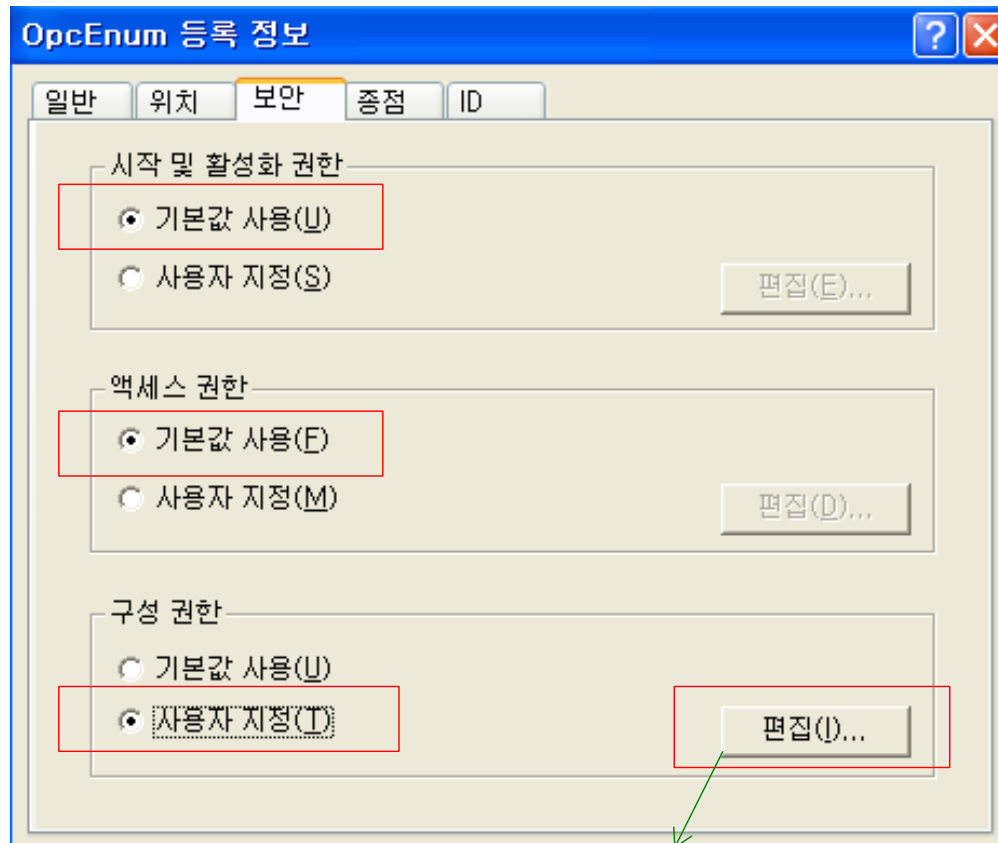 OpcEnum 등록 정보
일반 위치 보안 종점 ID
시작 및 활성화 권한
기본값 사용(U)
사용자 지정(S)
편집(E)...
액세스 권한
기본값 사용(F)
사용자 지정(M)
편집(D)...
구성 권한
기본값 사용(U)
사용자 지정(T)
편집(I)...